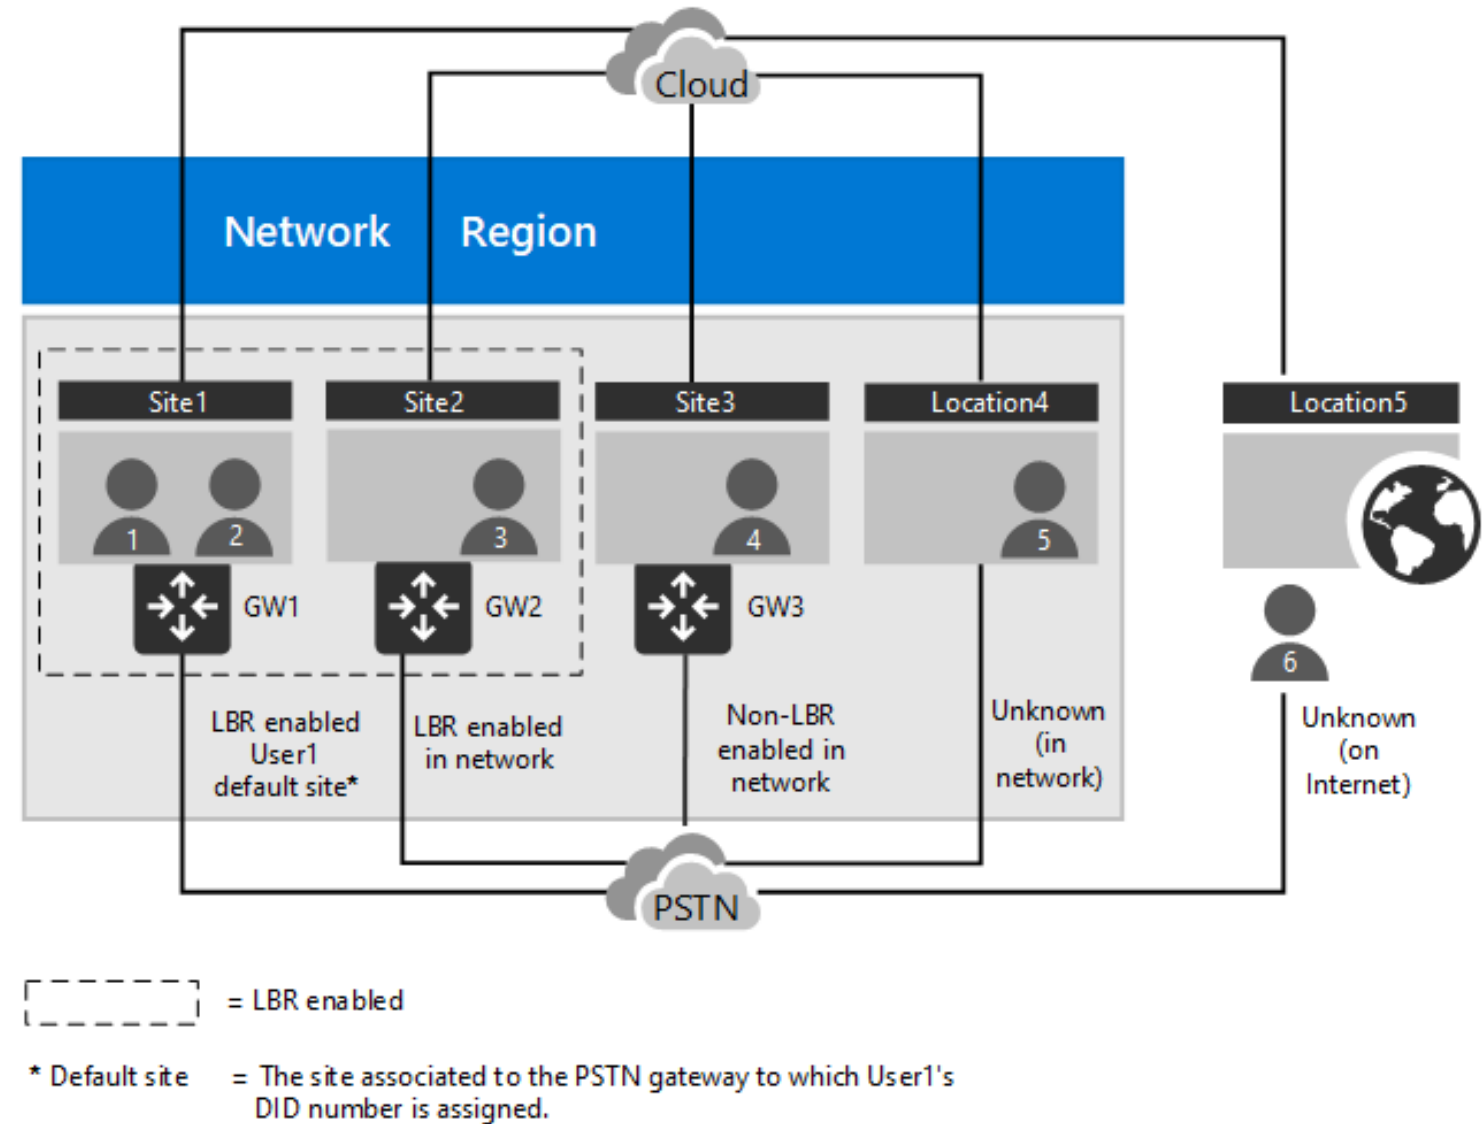 Cloud
Network Region
Site1
Site2
Site3
Location4
Location5
1
2
3
4
5
GW1
GW2
GW3
6
LBR enabled
User1
default site*
LBR enabled
in network
Non-LBR
enabled in
network
Unknown
(in
network)
Unknown
(on
Internet)
PSTN
= LBR enabled
* Default site = The site associated to the PSTN gateway to which User1's
DID number is assigned.